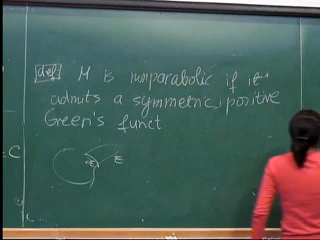 def M is nonparabolic if it
admits a symmetric, positive
Green's funct.
= C
E
E